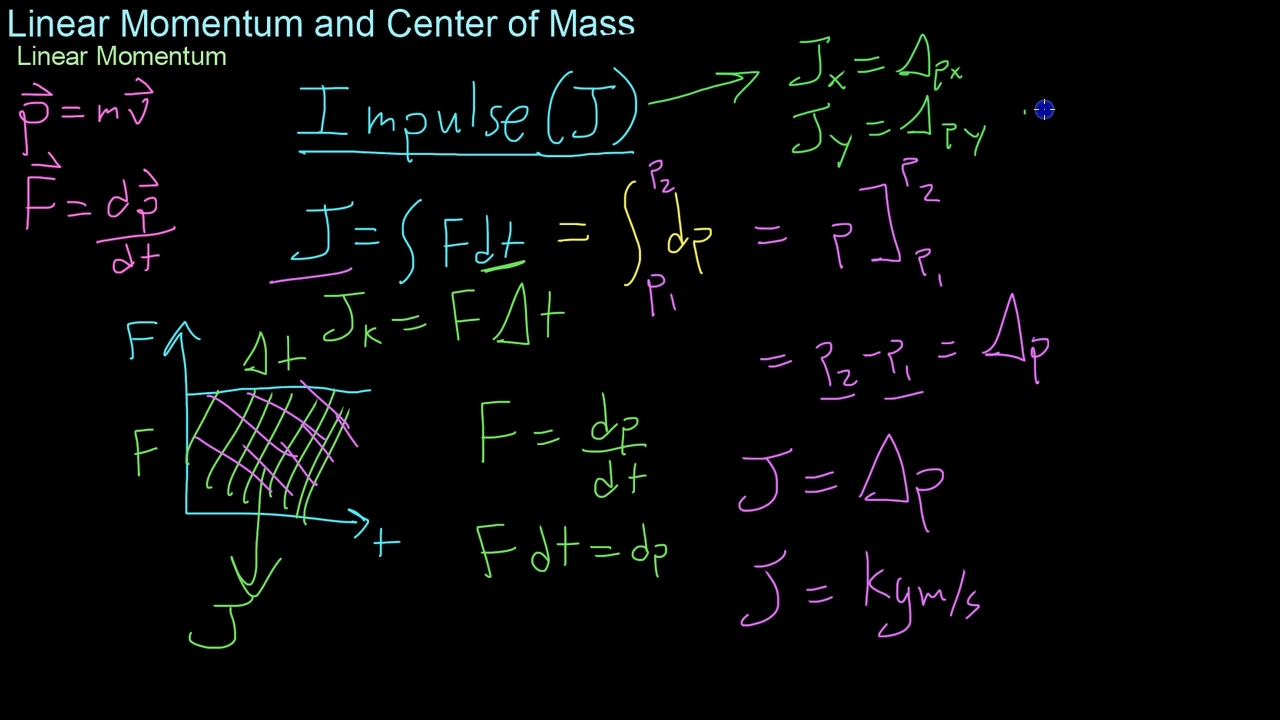 Linear Momentum and Center of Mass
Linear Momentum
p⃗ = mv⃗
F⃗ = dp⃗/dt
Impulse (J)
Jx = Δpx
Jy = Δpy
J = ∫ F dt = ∫p₁^p₂ dp = p]p₁^p₂
JK = FΔt
= p₂ - p₁ = Δp
F
Δt
F
t
J
F = dp/dt
F dt = dp
J = Δp
J = kgm/s